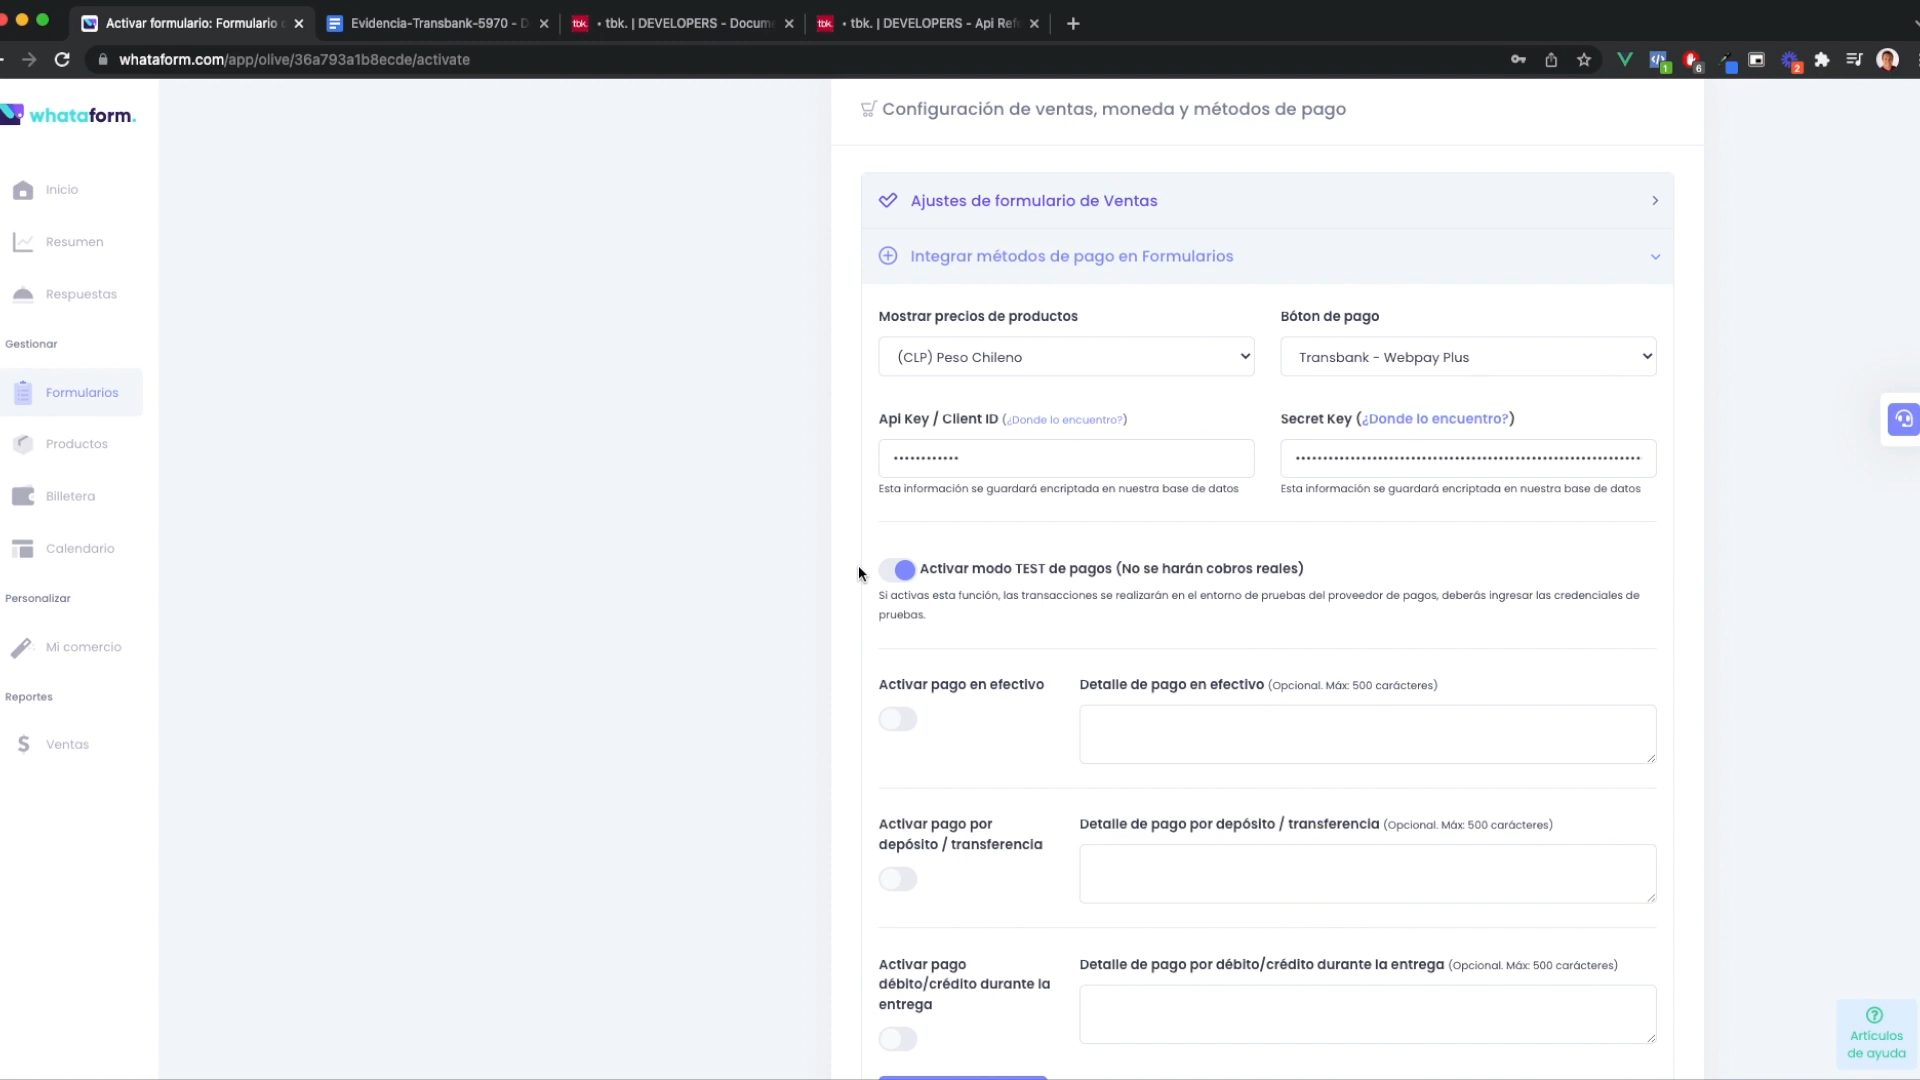 Activar formulario: Formulario
Evidencia-Transbank-5970 - D
tbk. • tbk. | DEVELOPERS - Docum
tbk. • tbk. | DEVELOPERS - Api Ref
whataform.com/app/olive/36a793a1b8ecde/activate
1
6
2
whataform.
Inicio
Resumen
Respuestas
Gestionar
Formularios
Productos
Billetera
Calendario
Personalizar
Mi comercio
Reportes
Ventas
Configuración de ventas, moneda y métodos de pago
Ajustes de formulario de Ventas
Integrar métodos de pago en Formularios
Mostrar precios de productos
Bóton de pago
(CLP) Peso Chileno
Transbank - Webpay Plus
Api Key / Client ID (¿Donde lo encuentro?)
Secret Key (¿Donde lo encuentro?)
Esta información se guardará encriptada en nuestra base de datos
Esta información se guardará encriptada en nuestra base de datos
Activar modo TEST de pagos (No se harán cobros reales)
Si activas esta función, las transacciones se realizarán en el entorno de pruebas del proveedor de pagos, deberás ingresar las credenciales de
pruebas.
Activar pago en efectivo
Detalle de pago en efectivo (Opcional. Máx: 500 carácteres)
Activar pago por
depósito / transferencia
Detalle de pago por depósito / transferencia (Opcional. Máx: 500 carácteres)
Activar pago
débito/crédito durante la
entrega
Detalle de pago por débito/crédito durante la entrega (Opcional. Máx: 500 carácteres)
Artículos
de ayuda